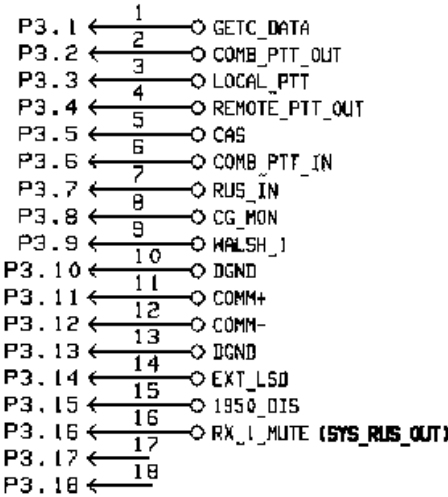 P3.1 1 GETC_DATA
P3.2 2 COMB_PTT_OUT
P3.3 3 LOCAL_PTT
P3.4 4 REMOTE_PTT_OUT
P3.5 5 CAS
P3.6 6 COMB_PTT_IN
P3.7 7 RUS_IN
P3.8 8 CG_MON
P3.9 9 WALSH_1
P3.10 10 DGND
P3.11 11 COMM+
P3.12 12 COMM-
P3.13 13 DGND
P3.14 14 EXT_LSD
P3.15 15 1950_DIS
P3.16 16 RX_1_MUTE (SYS_RUS_OUT)
P3.17 17
P3.18 18